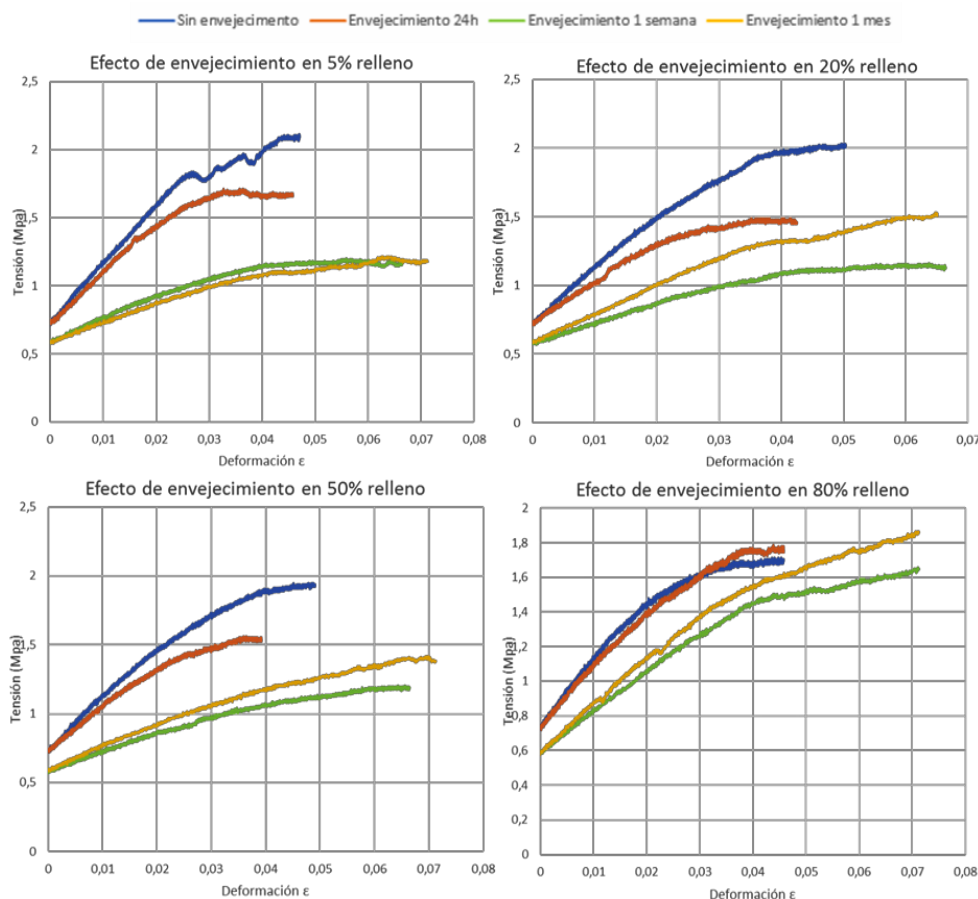 Sin envejecimento Envejecimiento 24h Envejecimiento 1 semana Envejecimiento 1 mes
Efecto de envejecimiento en 5% relleno
2,5
2
1,5
1
0,5
0
Tensión (Mpa)
0 0,01 0,02 0,03 0,04 0,05 0,06 0,07 0,08
Deformación ε
Efecto de envejecimiento en 20% relleno
2,5
2
1,5
1
0,5
0
Tensión (Mpa)
0 0,01 0,02 0,03 0,04 0,05 0,06 0,07
Deformación ε
Efecto de envejecimiento en 50% relleno
2,5
2
1,5
1
0,5
0
Tensión (Mpa)
0 0,01 0,02 0,03 0,04 0,05 0,06 0,07 0,08
Deformación ε
Efecto de envejecimiento en 80% relleno
2
1,8
1,6
1,4
1,2
1
0,8
0,6
0,4
0,2
0
Tensión (Mpa)
0 0,01 0,02 0,03 0,04 0,05 0,06 0,07 0,08
Deformación ε